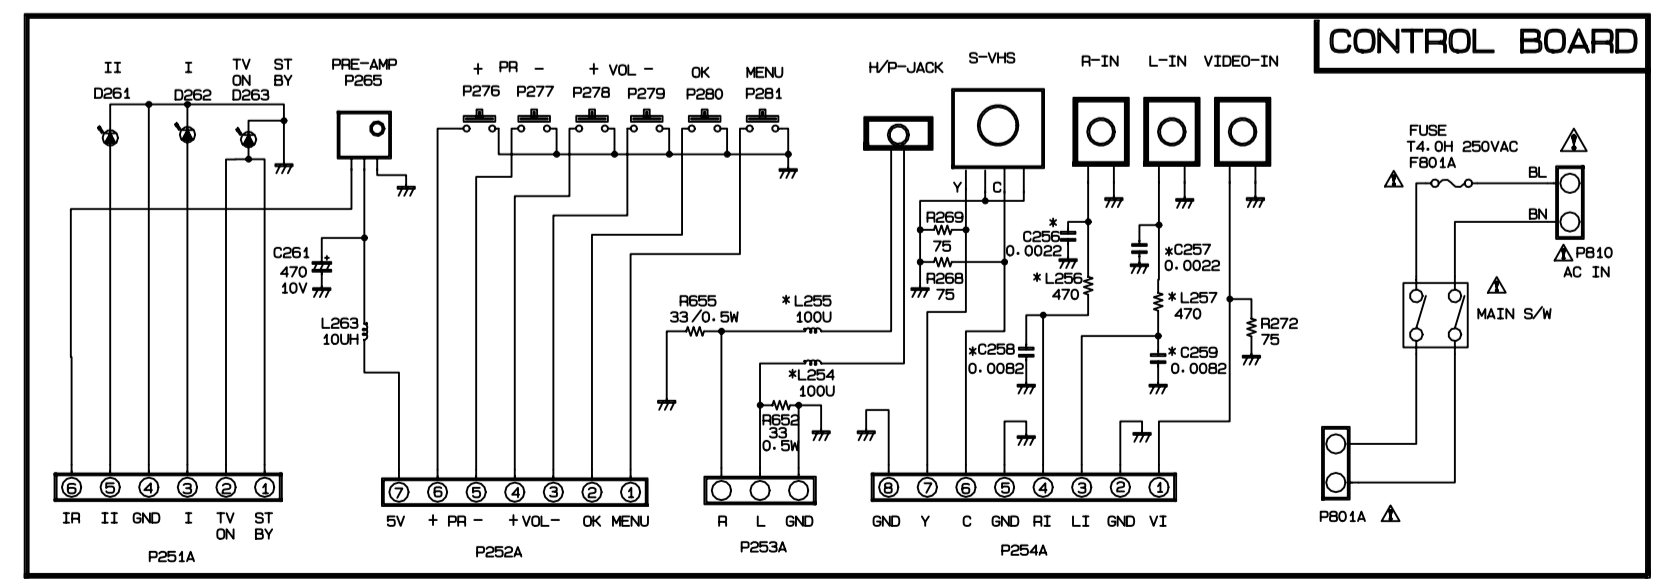 CONTROL BOARD
II
D261
I
D262
TV
ON
D263
ST
BY
PRE-AMP
P265
+ PR -
P276
P277
+ VOL -
P278
P279
OK
P280
MENU
P281
H/P-JACK
S-VHS
R-IN
L-IN
VIDEO-IN
FUSE
T4.0H 250VAC
F801A
BL
BN
P810
AC IN
MAIN S/W
P801A
Y
C
R269
75
R268
75
*
C256
0.0022
*L256
470
*C257
0.0022
*L257
470
*C258
0.0082
*C259
0.0082
R272
75
C261
470
10V
+
L263
10UH
R655
33/0.5W
*L255
100U
*L254
100U
R652
33
0.5W
6 5 4 3 2 1
IR II GND I TV ON ST BY
P251A
7 6 5 4 3 2 1
5V + PR - +VOL- OK MENU
P252A
R L GND
P253A
8 7 6 5 4 3 2 1
GND Y C GND RI LI GND VI
P254A